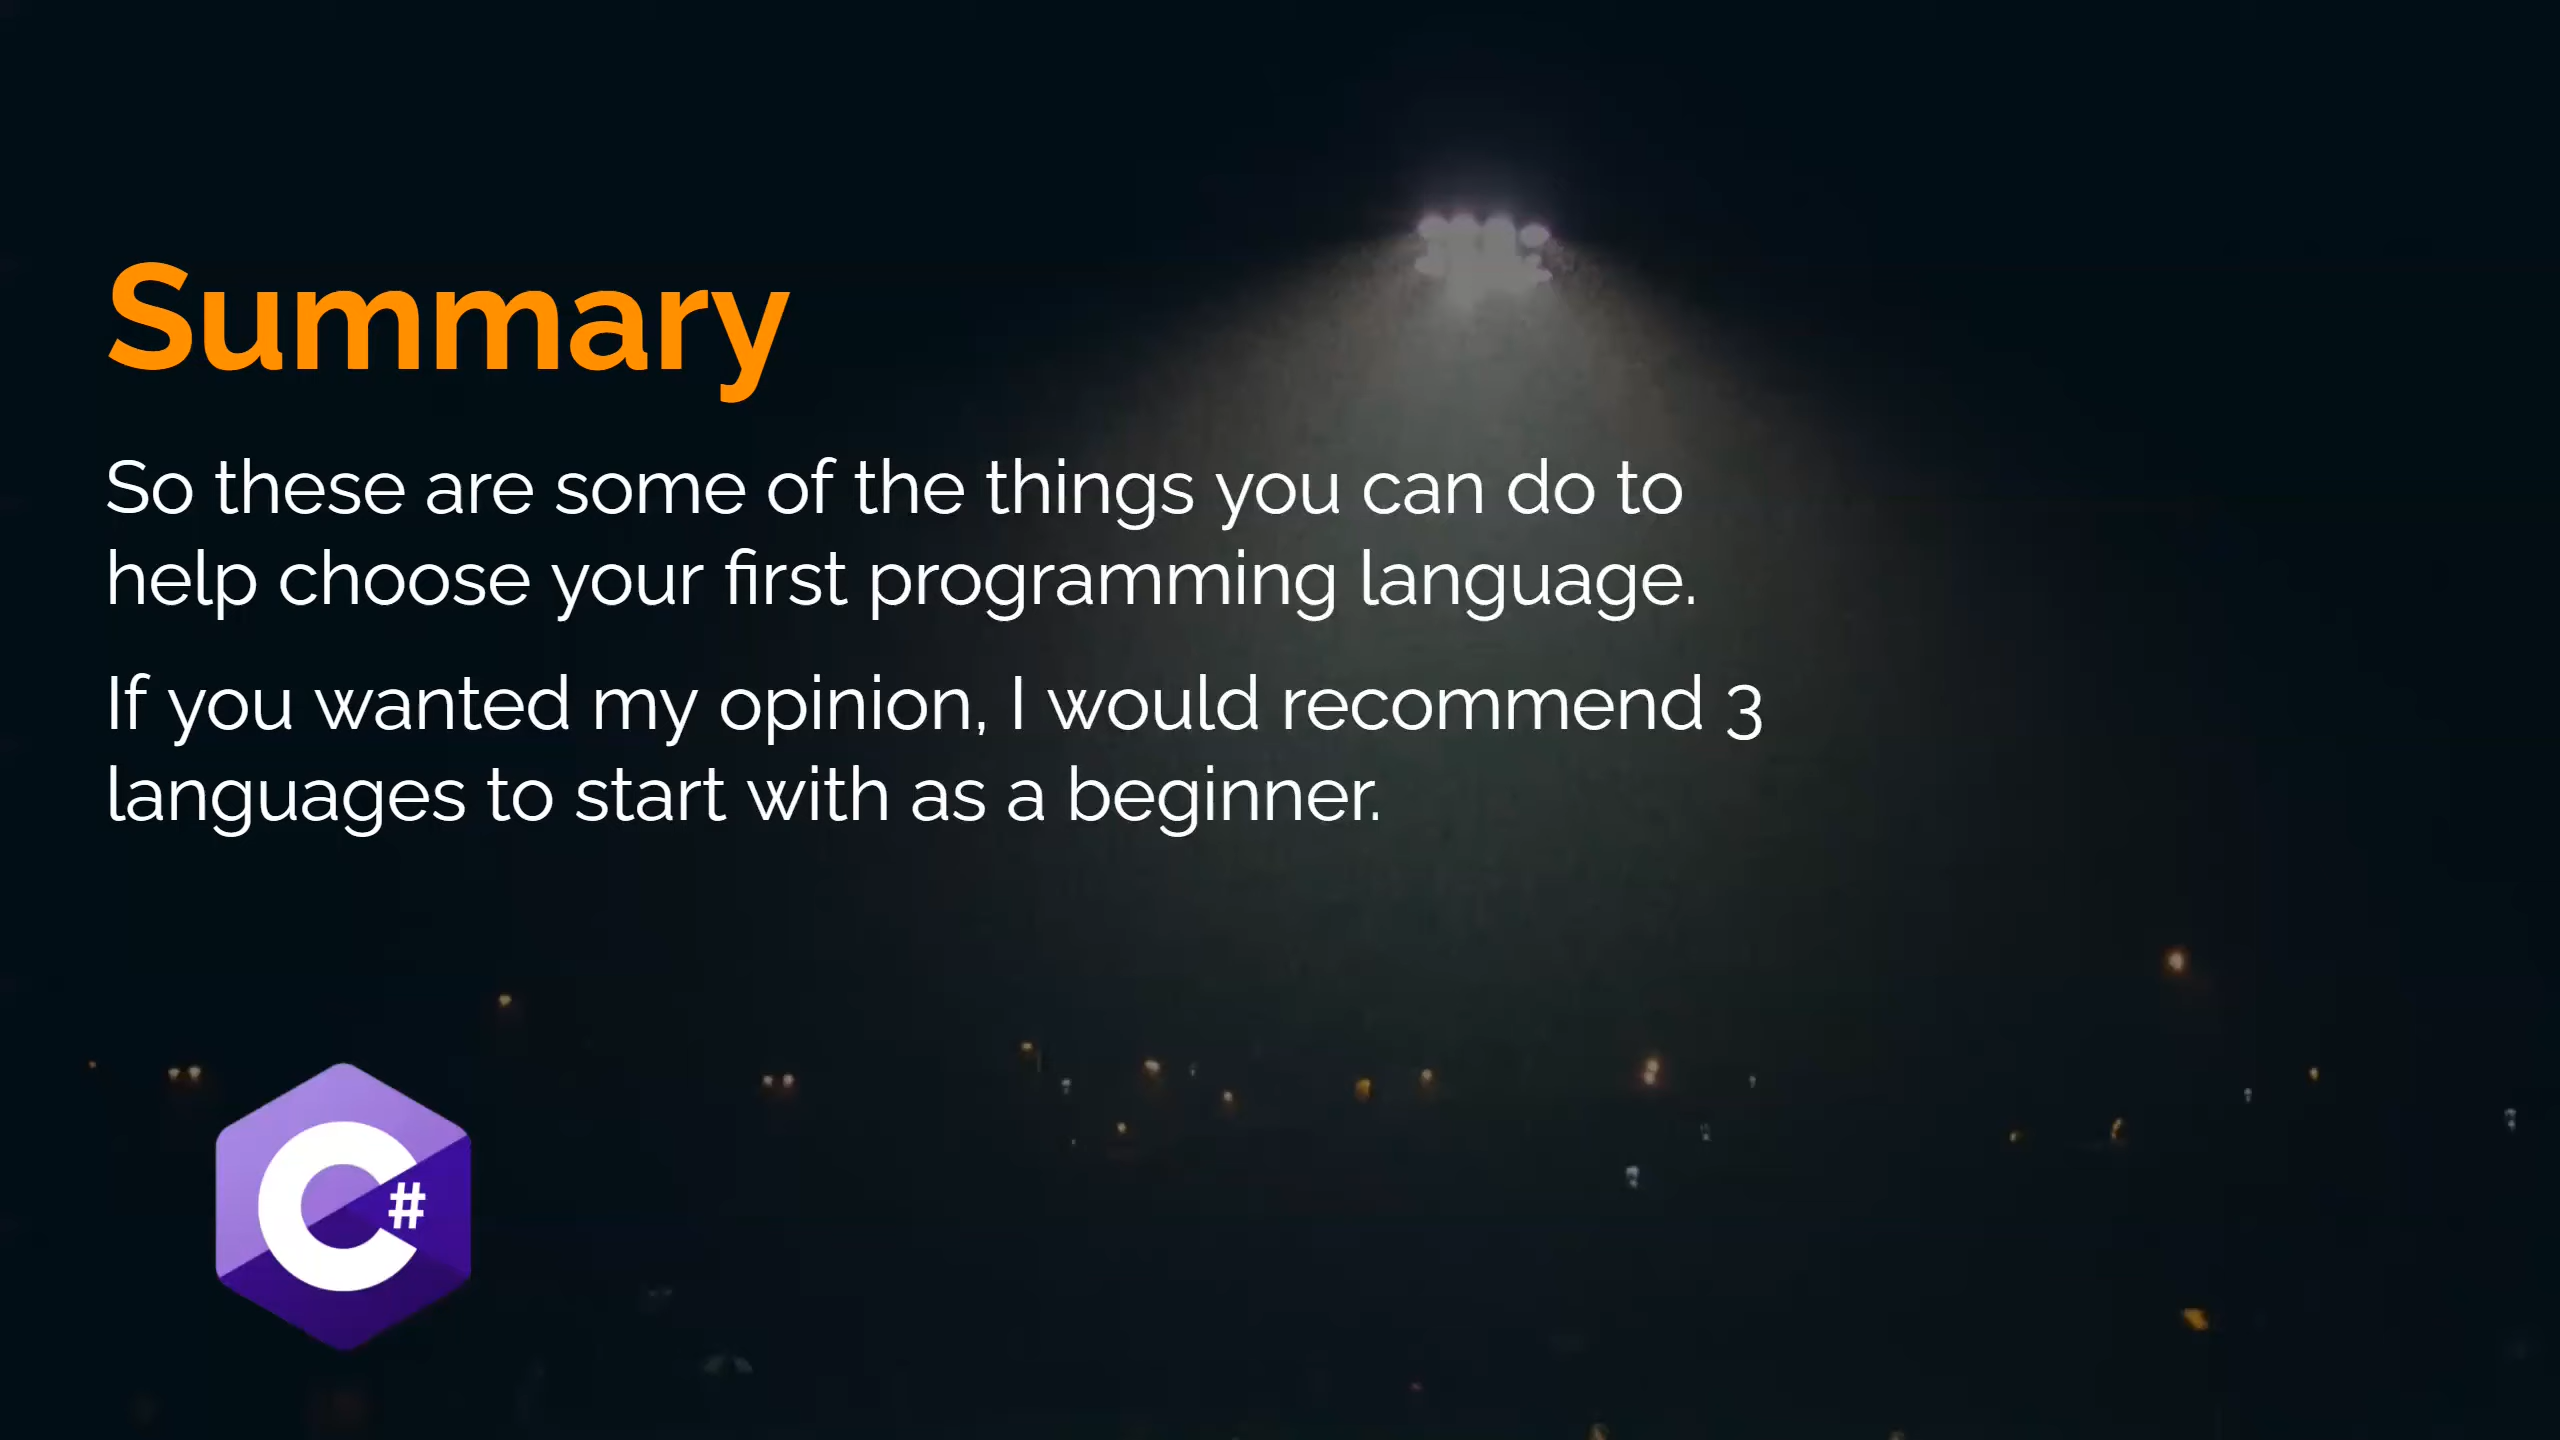 Summary
So these are some of the things you can do to
help choose your first programming language.
If you wanted my opinion, I would recommend 3
languages to start with as a beginner.
C#